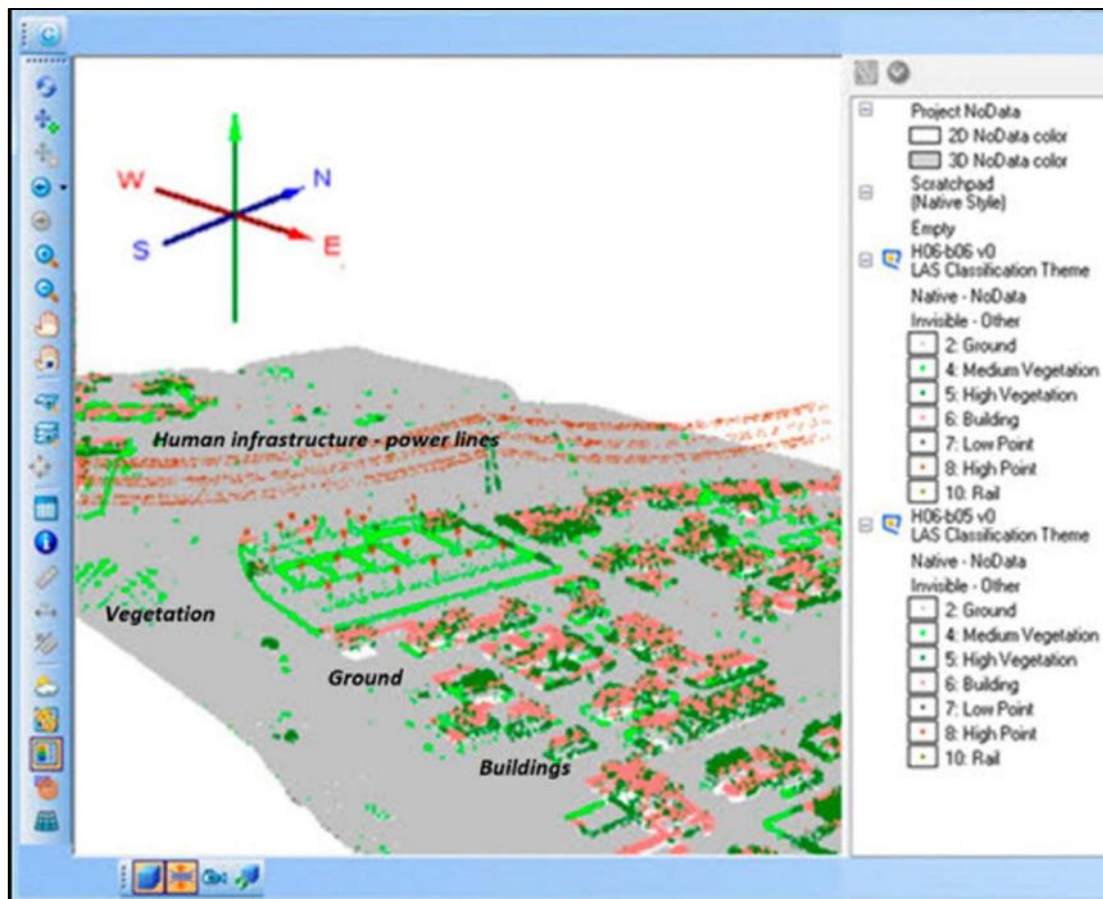 W
N
S
E
Human infrastructure - power lines
Vegetation
Ground
Buildings
Project NoData
2D NoData color
3D NoData color
Scratchpad
(Native Style)
Empty
H06-b06 v0
LAS Classification Theme
Native - NoData
Invisible - Other
2: Ground
4: Medium Vegetation
5: High Vegetation
6: Building
7: Low Point
8: High Point
10: Rail
H06-b05 v0
LAS Classification Theme
Native - NoData
Invisible - Other
2: Ground
4: Medium Vegetation
5: High Vegetation
6: Building
7: Low Point
8: High Point
10: Rail